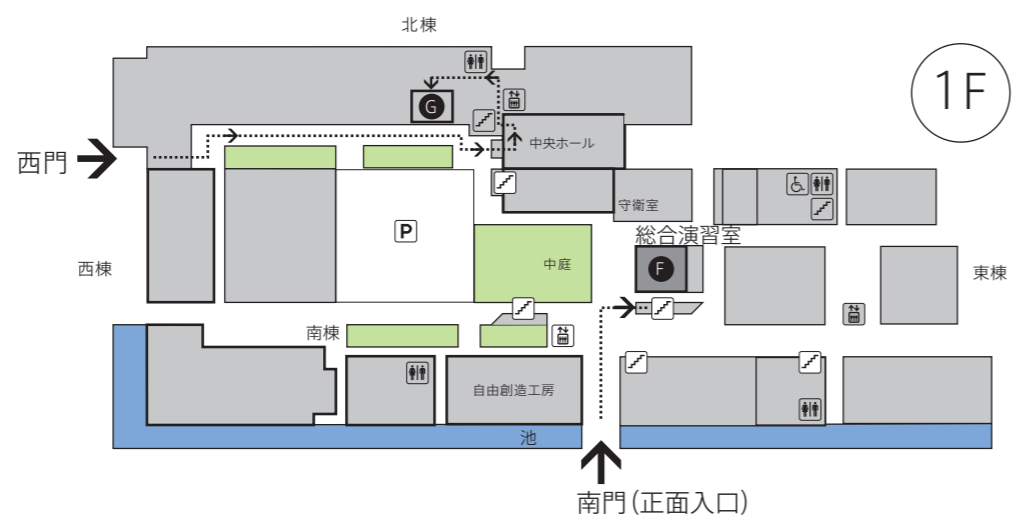 北棟
1F
G
中央ホール
西門
守衛室
P
総合演習室
F
中庭
西棟
東棟
南棟
自由創造工房
池
南門(正面入口)